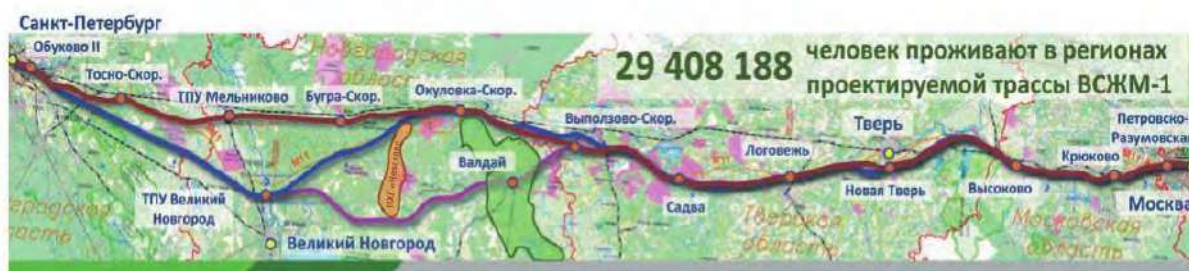 Санкт-Петербург
Обухово II
Тосно-Скор.
ТПУ Мельниково
Бугра-Скор.
Окуловка-Скор.
29 408 188
человек проживают в регионах
проектируемой трассы ВСЖМ-1
Новгородская
область
Выползово-Скор.
Валдай
Тверь
Логовежь
Петровско-
Разумовская
Крюково
ТПУ Великий
Новгород
Великий Новгород
Садва
Новая Тверь
Высоково
Москва
Тверская
область
Московская
область